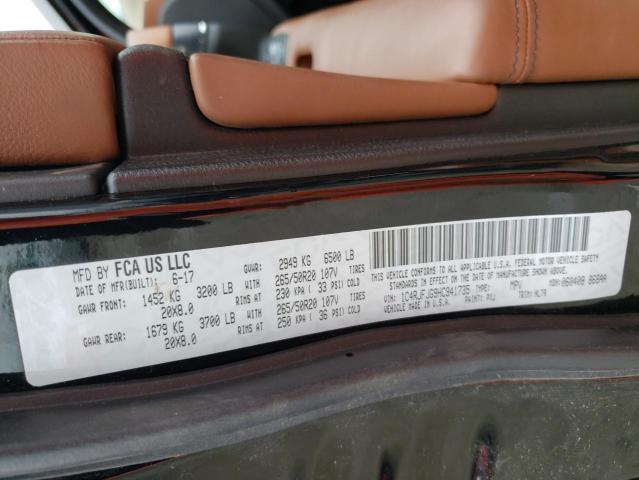 MFD BY FCA US LLC
DATE OF MFR(BUILT): 6-17 GVWR: 2949 KG 6500 LB
GAWR FRONT: 1452 KG 3200 LB TIRES 265/50R20 107V
20X8.0 RIMS AT 230 KPA ( 33 PSI) COLD
GAWR REAR: 1679 KG 3700 LB TIRES 265/50R20 107V
20X8.0 RIMS AT 250 KPA ( 36 PSI) COLD
THIS VEHICLE CONFORMS TO ALL APPLICABLE U.S.A. FEDERAL MOTOR VEHICLE SAFETY
STANDARDS IN EFFECT ON THE DATE OF MANUFACTURE SHOWN ABOVE.
VIN: 1C4RJFJG9HC941735 TYPE: MPV
MADE IN U.S.A. PAINT: PXJ TRIM: